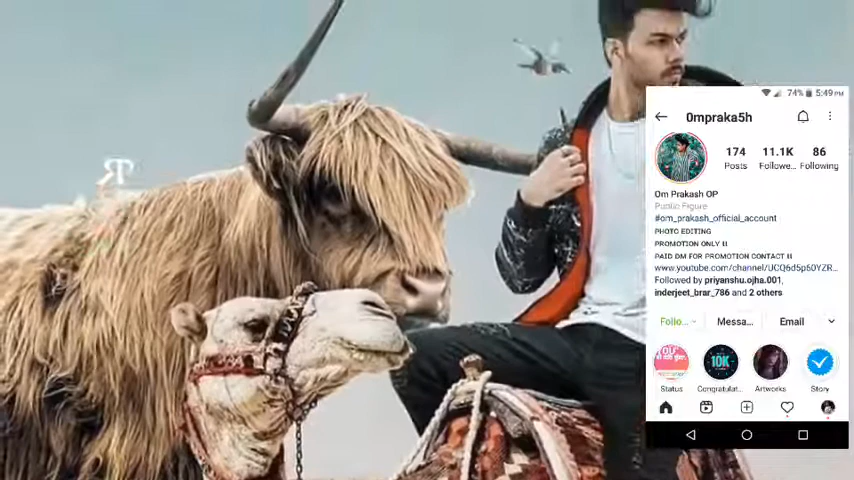 74% 5:49 PM
0mpraka5h
174 11.1K 86
Posts Followe... Following
Om Prakash OP
Public Figure
#om_prakash_official_account
PHOTO EDITING
PROMOTION ONLY
PAID DM FOR PROMOTION CONTACT
www.youtube.com/channel/UCQ6d5p60YZR...
Followed by priyanshu.ojha.001,
inderjeet_brar_786 and 2 others
Follo... Messa... Email
10K
Status Congratulat... Artworks Story